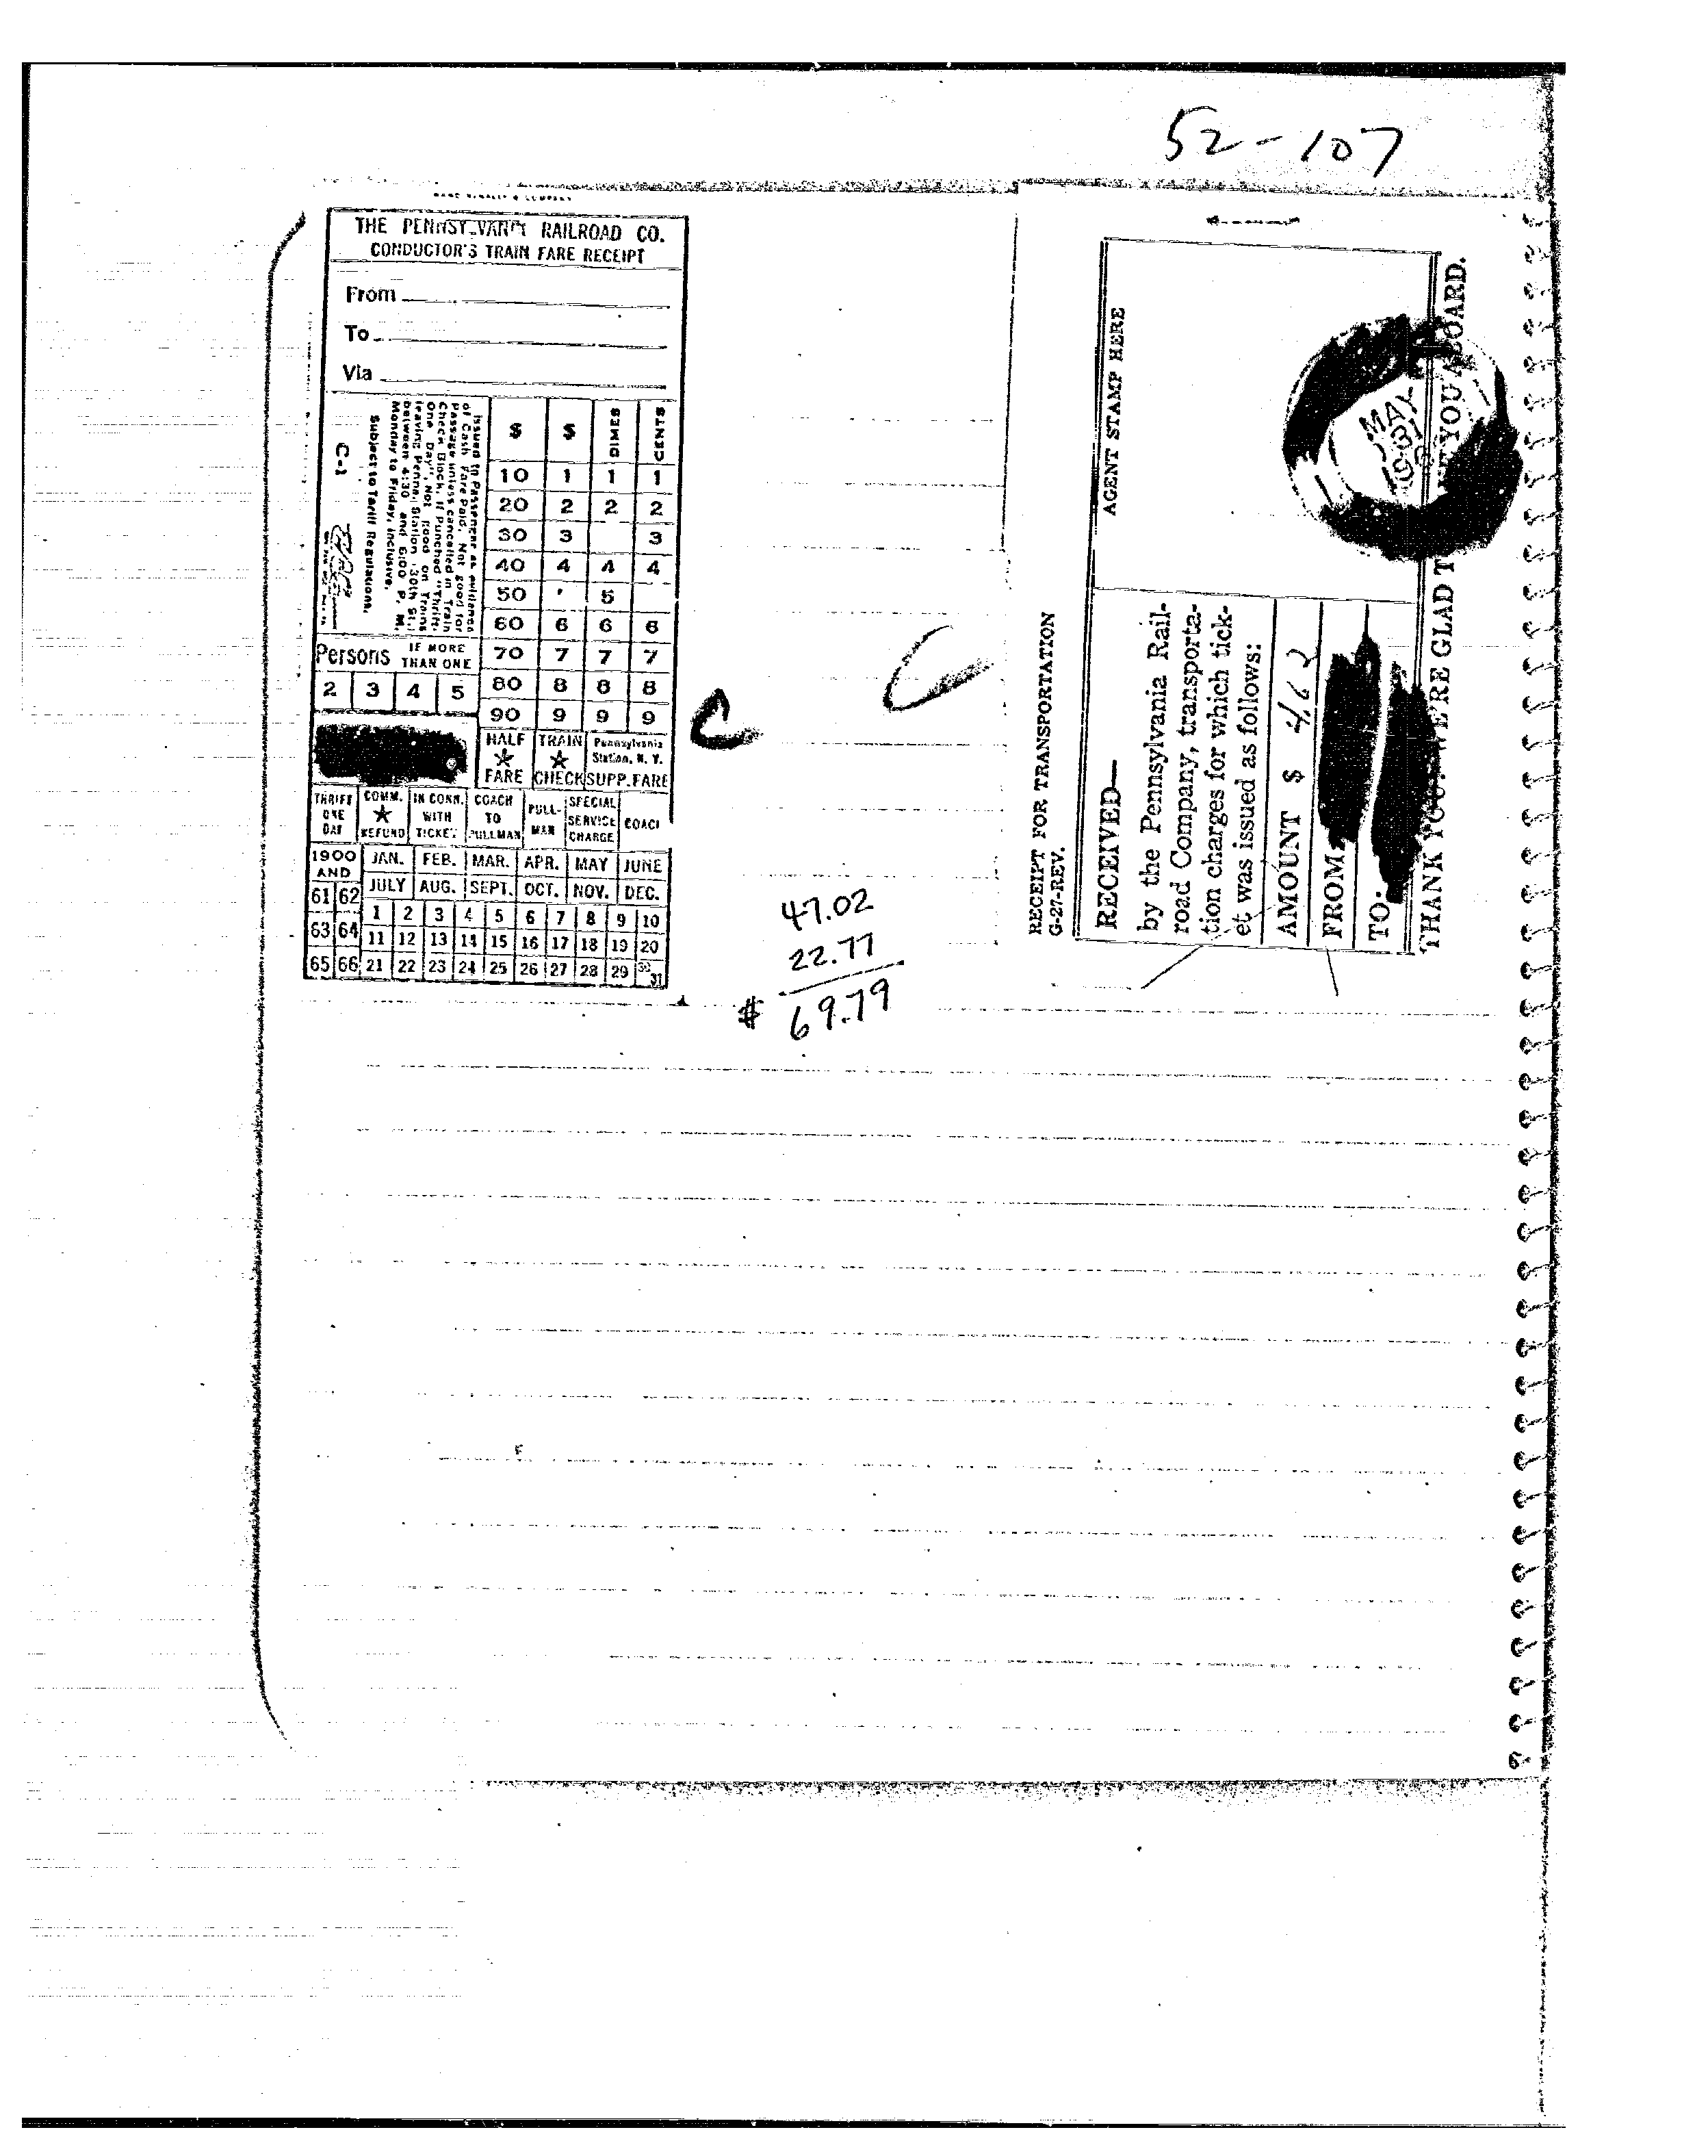 52-107
RAND McNALLY & COMPANY
THE PENNSYLVANIA RAILROAD CO.
CONDUCTOR'S TRAIN FARE RECEIPT
From
To
Via
Issued to Passenger as evidence
of Cash Fare Paid. Not good for
Passage unless cancelled in Train
Check Block. If Punched "Thrift-
One Day", Not good on Trains
leaving Penna. Station (30th St.)
between 4:30 and 6:00 P. M.
Monday to Friday, inclusive.
Subject to Tariff Regulations.
C-1
$ $ DIMES CENTS
10 1 1 1
20 2 2 2
30 3 3
40 4 4 4
50 5
60 6 6 6
70 7 7 7
80 8 8 8
90 9 9 9
Persons IF MORE THAN ONE
2 3 4 5
HALF FARE
TRAIN CHECK
Pennsylvania Station, N. Y. SUPP. FARE
THRIFT ONE DAY
COMM. REFUND
IN CONN. WITH TICKET
COACH TO PULLMAN
PULL-MAN
SPECIAL SERVICE CHARGE
COACH
1900 AND
61 62
63 64
65 66
JAN. FEB. MAR. APR. MAY JUNE
JULY AUG. SEPT. OCT. NOV. DEC.
1 2 3 4 5 6 7 8 9 10
11 12 13 14 15 16 17 18 19 20
21 22 23 24 25 26 27 28 29 30 31
C
C
47.02
22.77
$ 69.79
RECEIPT FOR TRANSPORTATION
G-27-REV.
AGENT STAMP HERE
MAY
RECEIVED—
by the Pennsylvania Rail-
road Company, transporta-
tion charges for which tick-
et was issued as follows:
AMOUNT $ 4.62
FROM
TO
THANK YOU. WE'RE GLAD T YOU ABOARD.